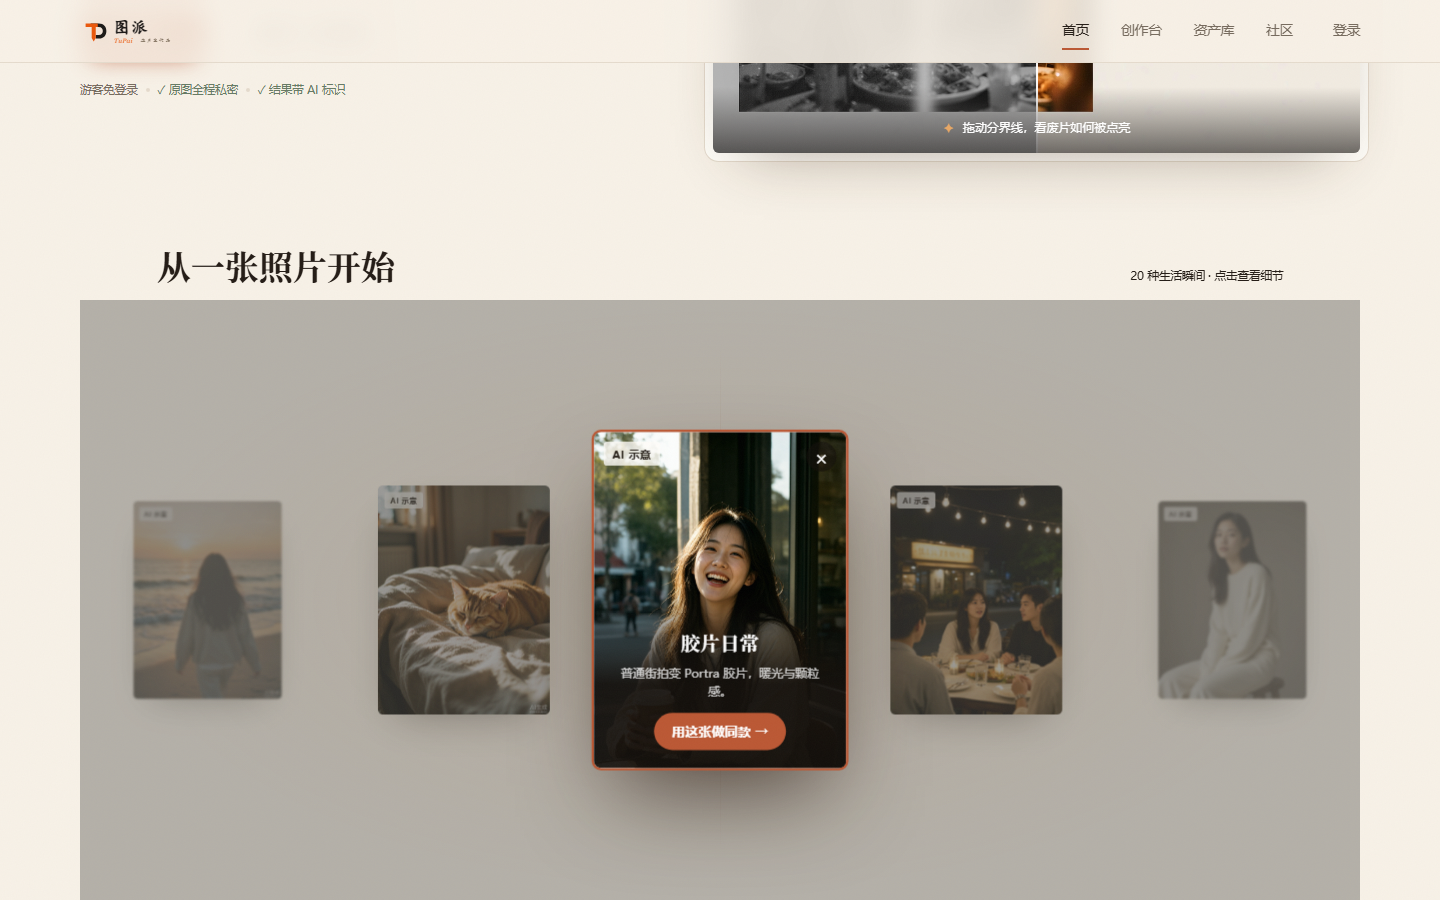 图派
TuPai
首页
创作台
资产库
社区
登录
游客免登录
✓ 原图全程私密
✓ 结果带 AI 标识
✦ 拖动分界线，看废片如何被点亮
从一张照片开始
20 种生活瞬间 · 点击查看细节
AI 示意
AI 示意
AI 示意
×
AI 示意
AI 示意
胶片日常
普通街拍变 Portra 胶片，暖光与颗粒
感。
用这张做同款 →